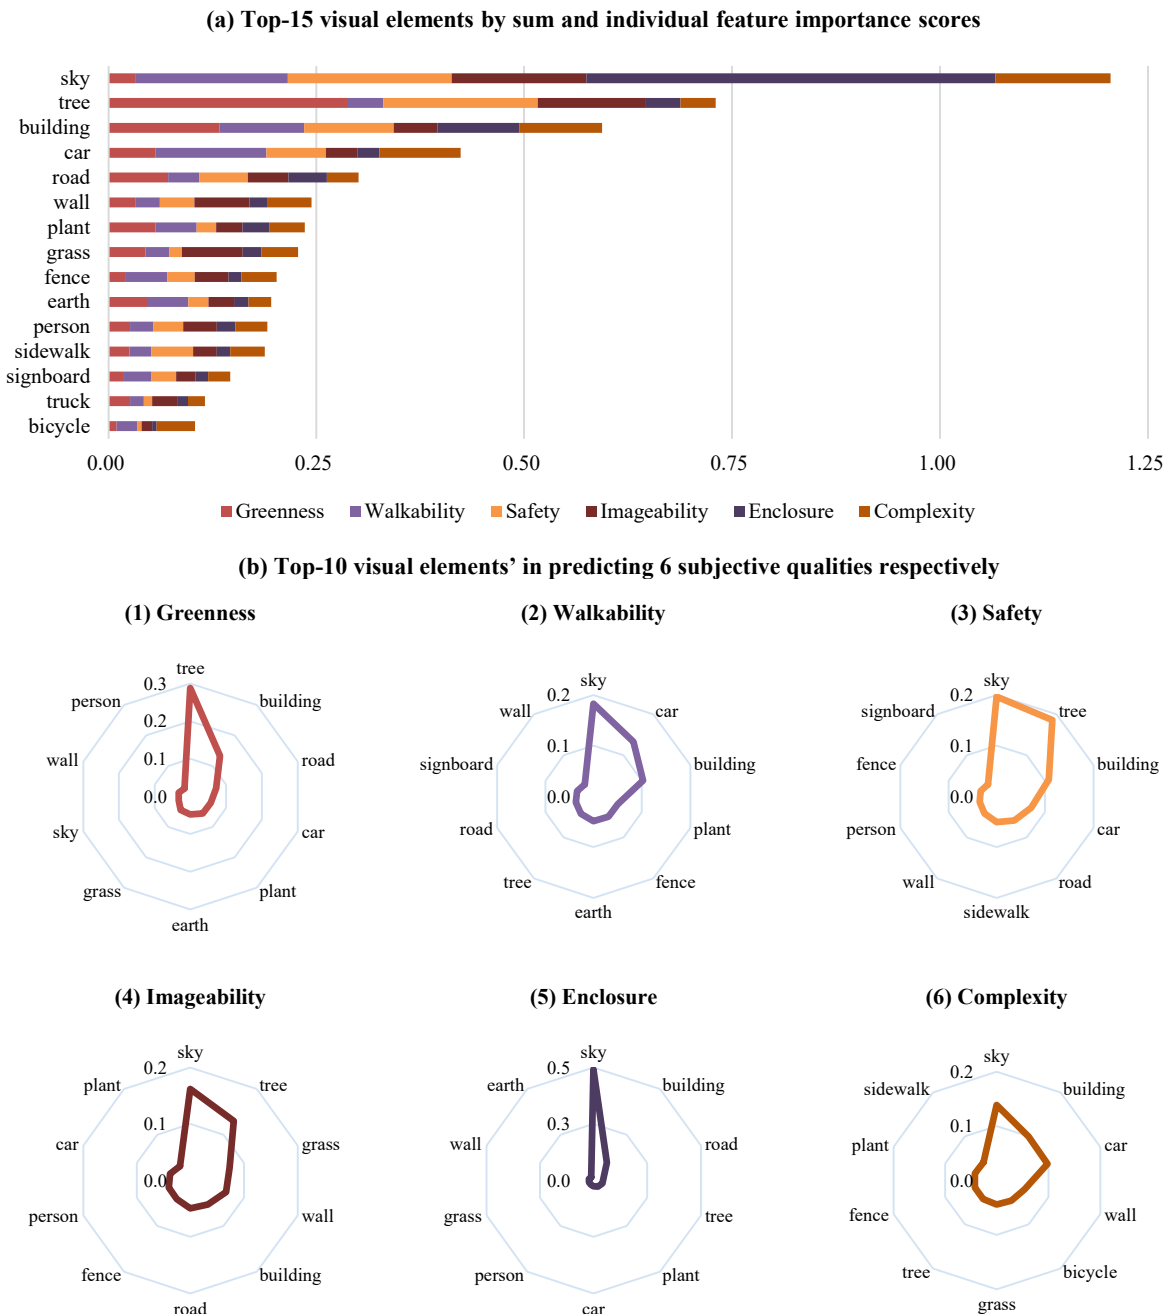 (a) Top-15 visual elements by sum and individual feature importance scores
sky
tree
building
car
road
wall
plant
grass
fence
earth
person
sidewalk
signboard
truck
bicycle
0.00 0.25 0.50 0.75 1.00 1.25
Greenness Walkability Safety Imageability Enclosure Complexity
(b) Top-10 visual elements’ in predicting 6 subjective qualities respectively
(1) Greenness
tree
building
road
car
plant
earth
grass
sky
wall
person
0.3
0.2
0.1
0.0
(2) Walkability
sky
car
building
plant
fence
earth
tree
road
signboard
wall
0.2
0.1
0.0
(3) Safety
sky
tree
building
car
road
sidewalk
wall
person
fence
signboard
0.2
0.1
0.0
(4) Imageability
sky
tree
grass
wall
building
road
fence
person
car
plant
0.2
0.1
0.0
(5) Enclosure
sky
building
road
tree
plant
car
person
grass
wall
earth
0.5
0.3
0.0
(6) Complexity
sky
building
car
wall
bicycle
grass
tree
fence
plant
sidewalk
0.2
0.1
0.0